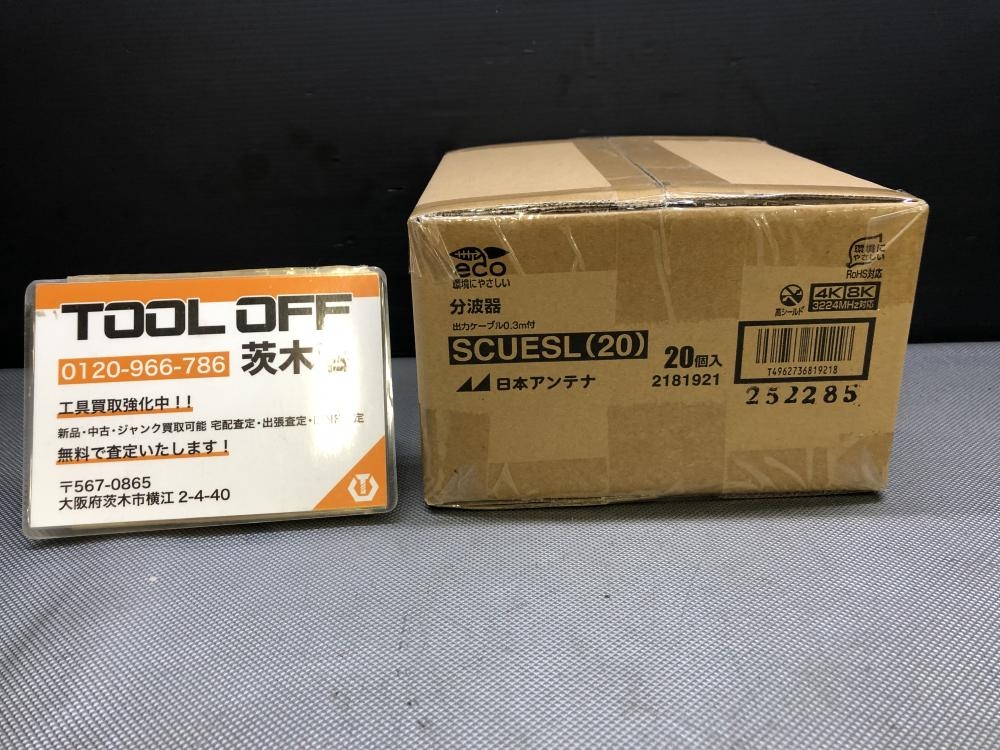 TOOL OFF
0120-966-786 茨木
工具買取強化中！！
新品・中古・ジャンク買取可能 宅配査定・出張査定・
無料で査定いたします！
〒567-0865
大阪府茨木市横江 2-4-40
eco
環境にやさしい
分波器
出力ケーブル0.3m付
SCUESL(20)
20個入
日本アンテナ
2181921
環境に
やさしい
RoHS対応
高シールド
4K 8K
3224MHz対応
T4962736819218
252285